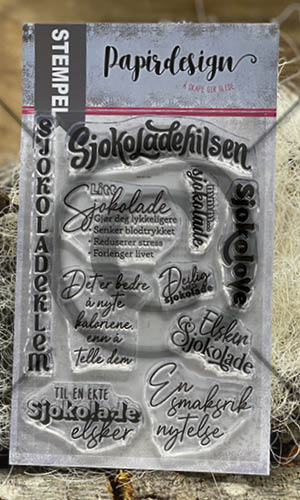 STEMPEL
Papirdesign
Å SKAPE GIR GLEDE
Sjokoladehilsen
SJOKOLADEKLEM
Litt
Sjokolade
Gjør deg lykkeligere
• Senker blodtrykket
• Reduserer stress
• Forlenger livet
sjokolade
Sjokolove
Det er bedre
å nyte
kaloriene,
enn å
telle dem
Deilig
sjokolade
Elsker
Sjokolade
TIL EN EKTE
Sjokolade
elsker
En
smaksrik
nytelse